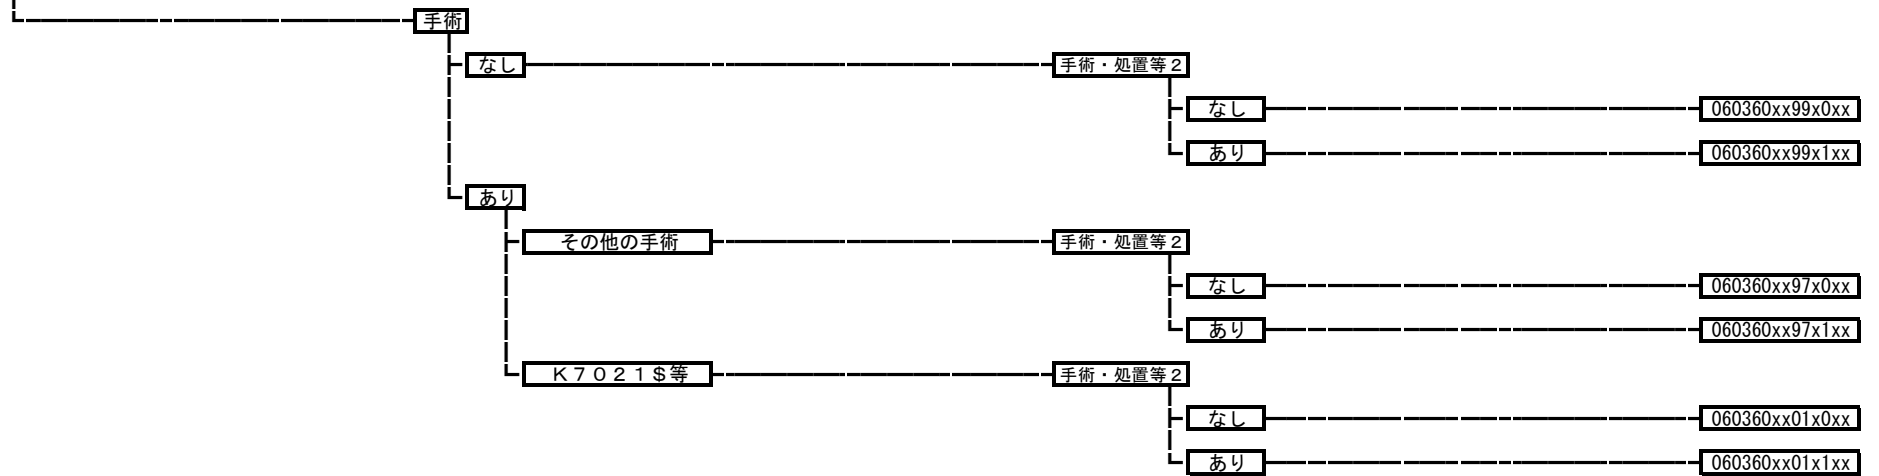 手術
なし 手術・処置等２
なし 060360xx99x0xx
あり 060360xx99x1xx
あり
その他の手術 手術・処置等２
なし 060360xx97x0xx
あり 060360xx97x1xx
Ｋ７０２１＄等 手術・処置等２
なし 060360xx01x0xx
あり 060360xx01x1xx